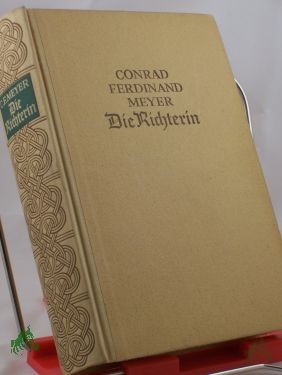 CONRAD
FERDINAND
MEYER
Die Richterin
C.F.MEYER
Die
Richterin